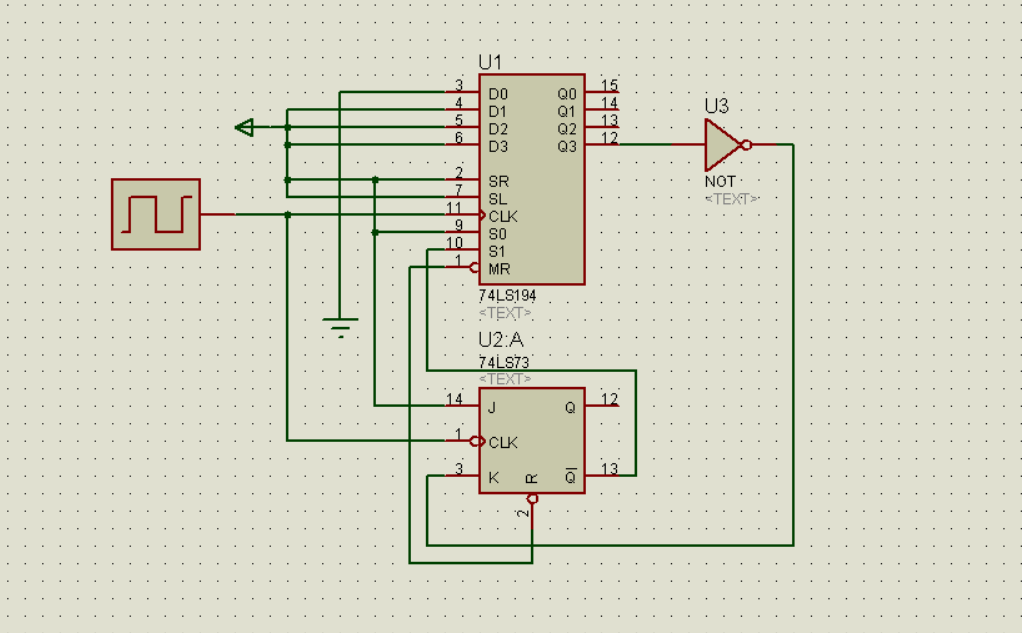 U1
3 D0 Q0 15
4 D1 Q1 14
5 D2 Q2 13
6 D3 Q3 12
2 SR
7 SL
11 CLK
9 S0
10 S1
1 MR
74LS194
<TEXT>
U3
NOT
<TEXT>
U2:A
74LS73
<TEXT>
14 J Q 12
1 CLK
3 K R Q̅ 13
2